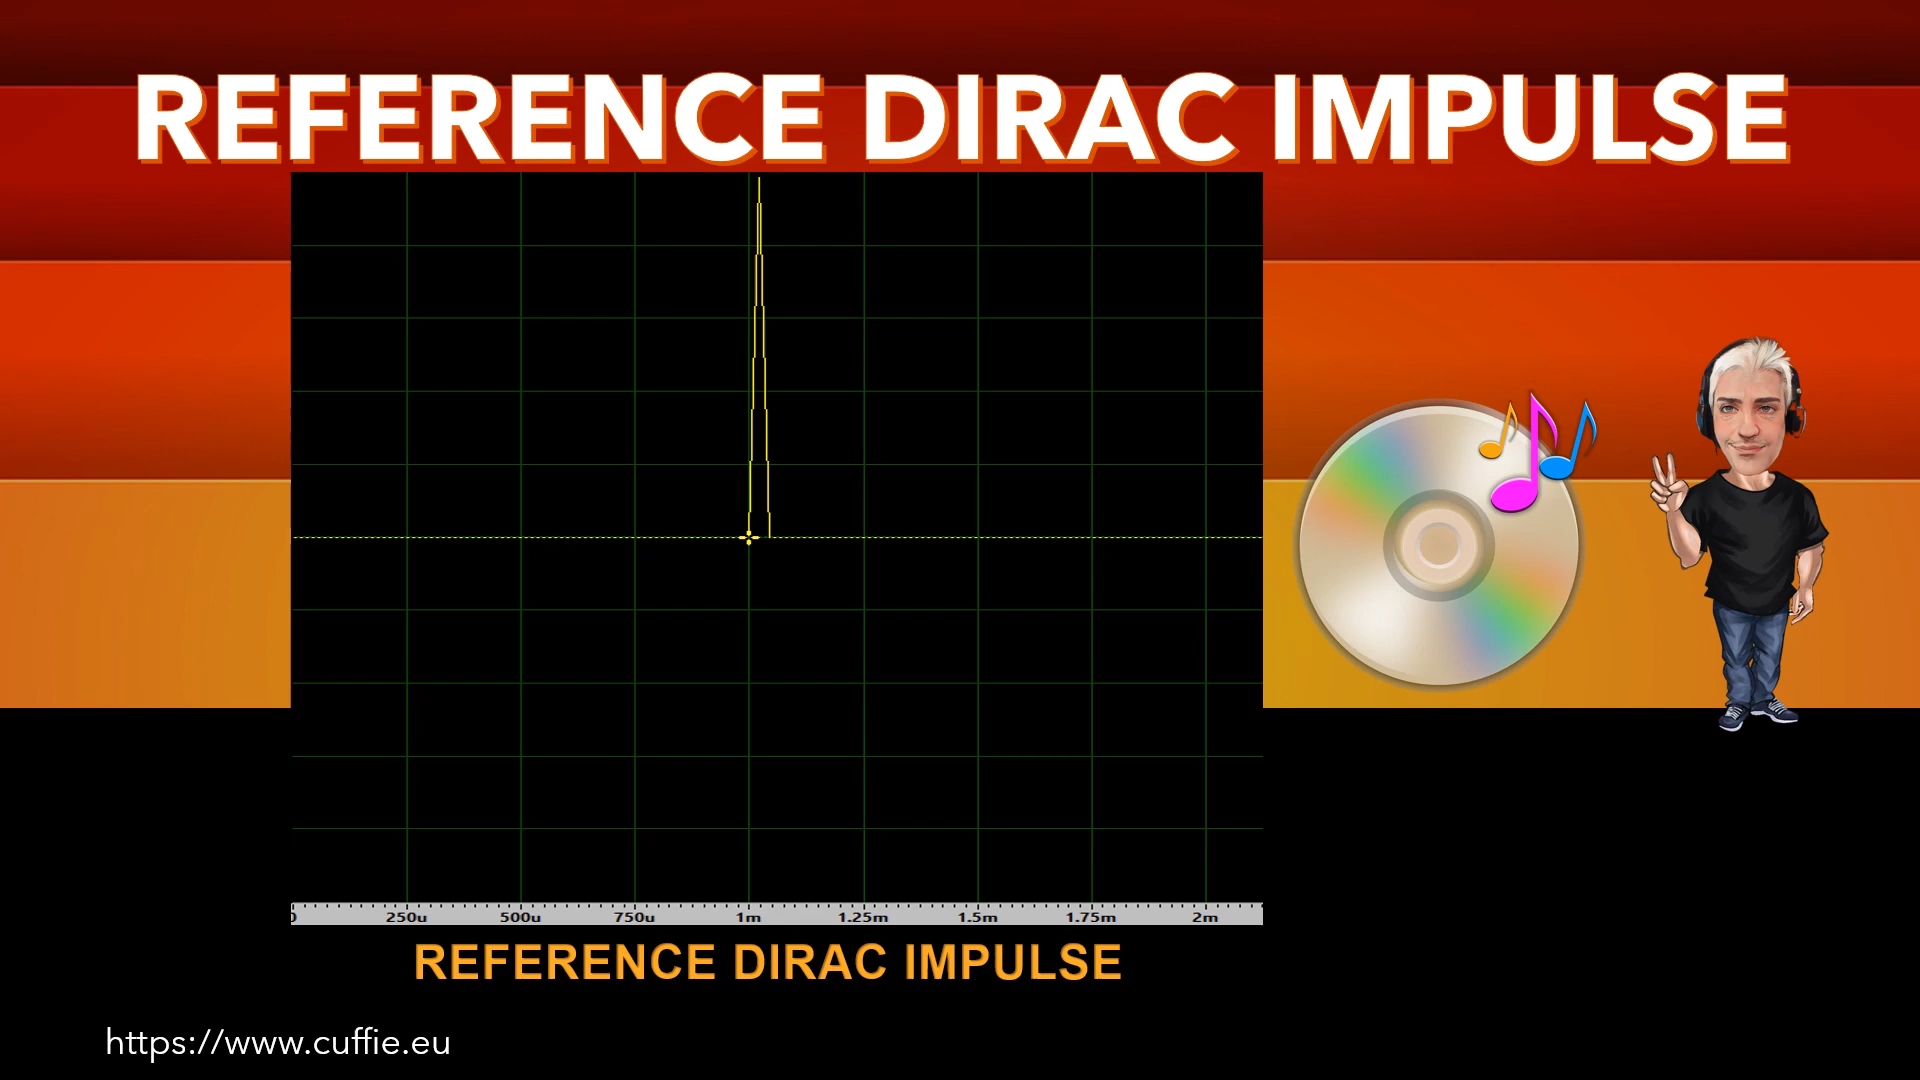 REFERENCE DIRAC IMPULSE
0 250u 500u 750u 1m 1.25m 1.5m 1.75m 2m
REFERENCE DIRAC IMPULSE
https://www.cuffie.eu